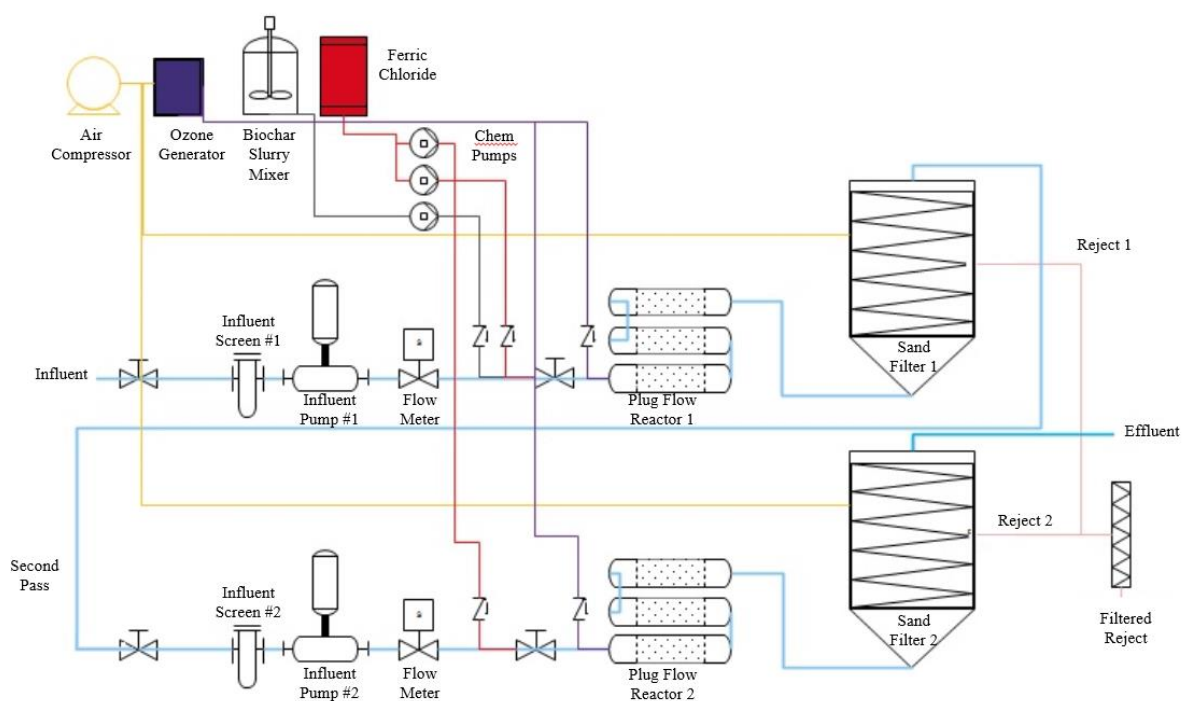 Air
Compressor
Ozone
Generator
Biochar
Slurry
Mixer
Ferric
Chloride
Chem
Pumps
Reject 1
Influent
Screen #1
Influent
Influent
Pump #1
Flow
Meter
Plug Flow
Reactor 1
Sand
Filter 1
Effluent
Reject 2
Second
Pass
Influent
Screen #2
Influent
Pump #2
Flow
Meter
Plug Flow
Reactor 2
Sand
Filter 2
Filtered
Reject